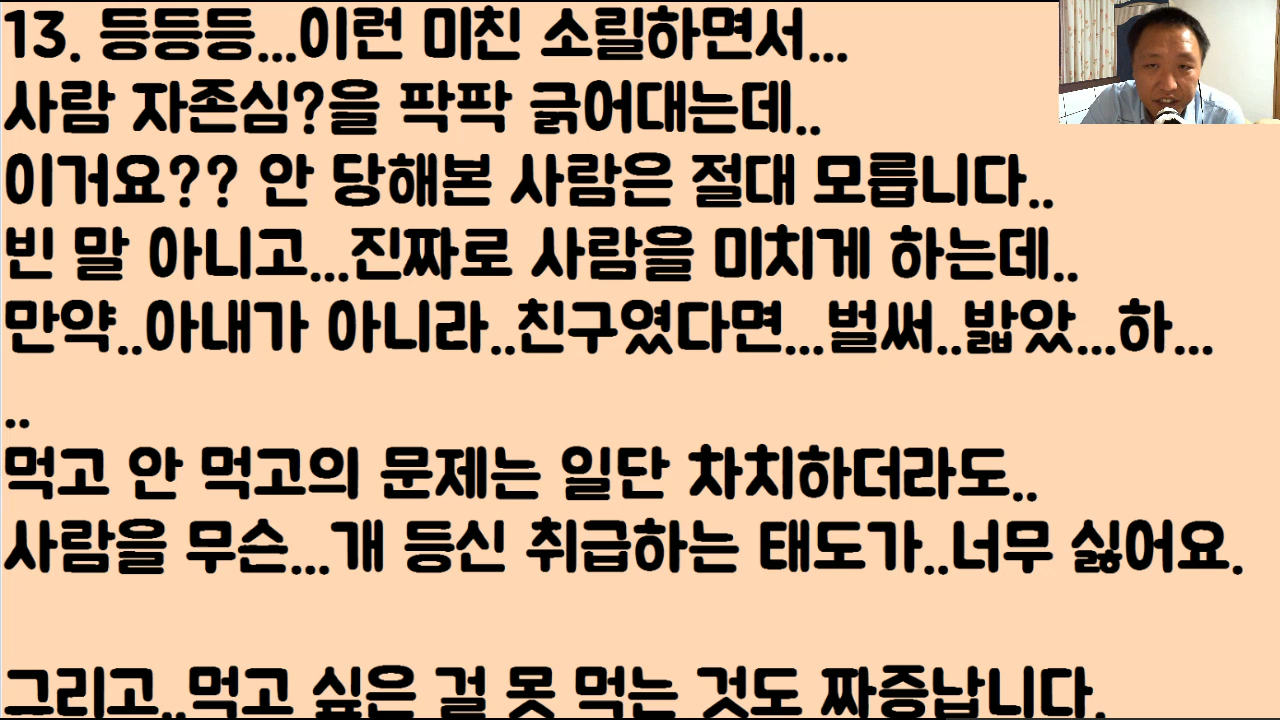 13. 등등등...이런 미친 소릴하면서...
사람 자존심?을 팍팍 긁어대는데..
이거요?? 안 당해본 사람은 절대 모릅니다..
빈 말 아니고...진짜로 사람을 미치게 하는데..
만약..아내가 아니라..친구였다면...벌써..밟았...하...
..
먹고 안 먹고의 문제는 일단 차치하더라도..
사람을 무슨...개 등신 취급하는 태도가..너무 싫어요.
그리고..먹고 싶은 걸 못 먹는 것도 짜증납니다.